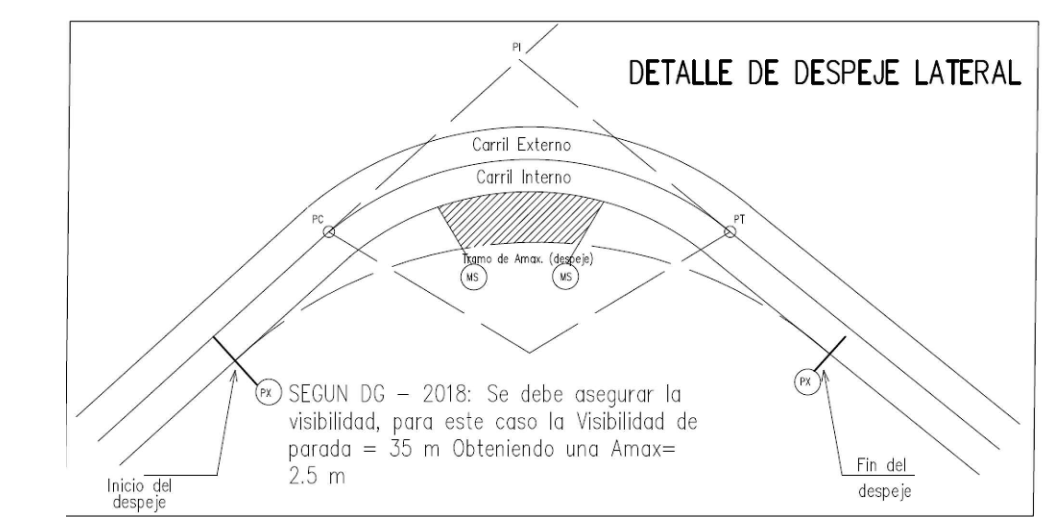 PI
DETALLE DE DESPEJE LATERAL
Carril Externo
Carril Interno
PC
PT
Tramo de Amax. (despeje)
MS
MS
PX
PX
SEGUN DG – 2018: Se debe asegurar la
visibilidad, para este caso la Visibilidad de
parada = 35 m Obteniendo una Amax=
2.5 m
Inicio del
despeje
Fin del
despeje